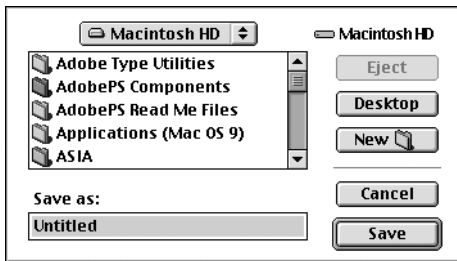 Macintosh HD
Macintosh HD
Adobe Type Utilities
AdobePS Components
AdobePS Read Me Files
Applications (Mac OS 9)
ASIA
Eject
Desktop
New
Save as:
Untitled
Cancel
Save